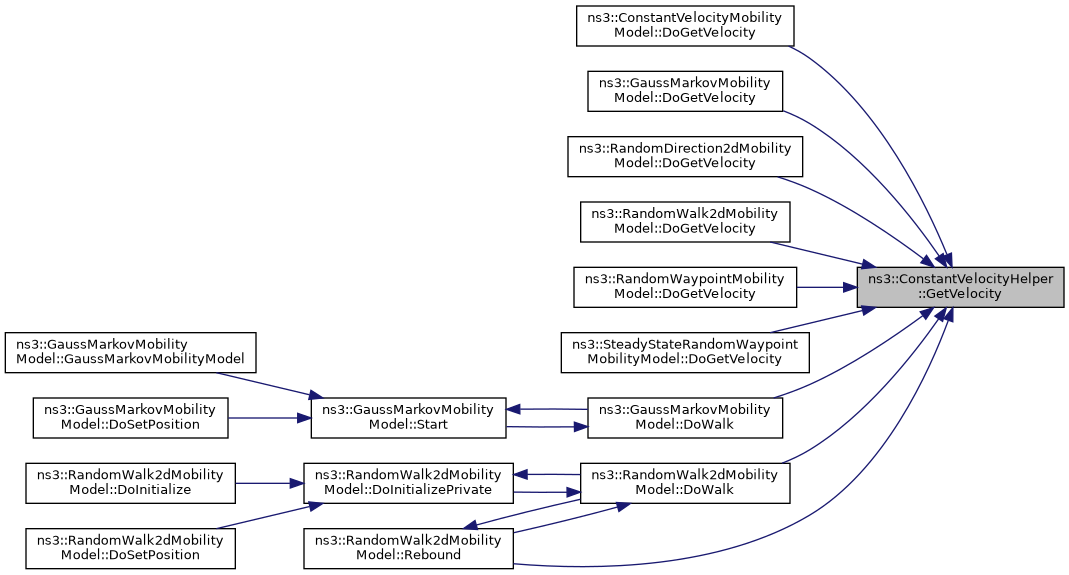 ns3::ConstantVelocityMobility
Model::DoGetVelocity
ns3::GaussMarkovMobility
Model::DoGetVelocity
ns3::RandomDirection2dMobility
Model::DoGetVelocity
ns3::RandomWalk2dMobility
Model::DoGetVelocity
ns3::RandomWaypointMobility
Model::DoGetVelocity
ns3::ConstantVelocityHelper
::GetVelocity
ns3::SteadyStateRandomWaypoint
MobilityModel::DoGetVelocity
ns3::GaussMarkovMobility
Model::GaussMarkovMobilityModel
ns3::GaussMarkovMobility
Model::DoSetPosition
ns3::GaussMarkovMobility
Model::Start
ns3::GaussMarkovMobility
Model::DoWalk
ns3::RandomWalk2dMobility
Model::DoInitialize
ns3::RandomWalk2dMobility
Model::DoInitializePrivate
ns3::RandomWalk2dMobility
Model::DoWalk
ns3::RandomWalk2dMobility
Model::DoSetPosition
ns3::RandomWalk2dMobility
Model::Rebound